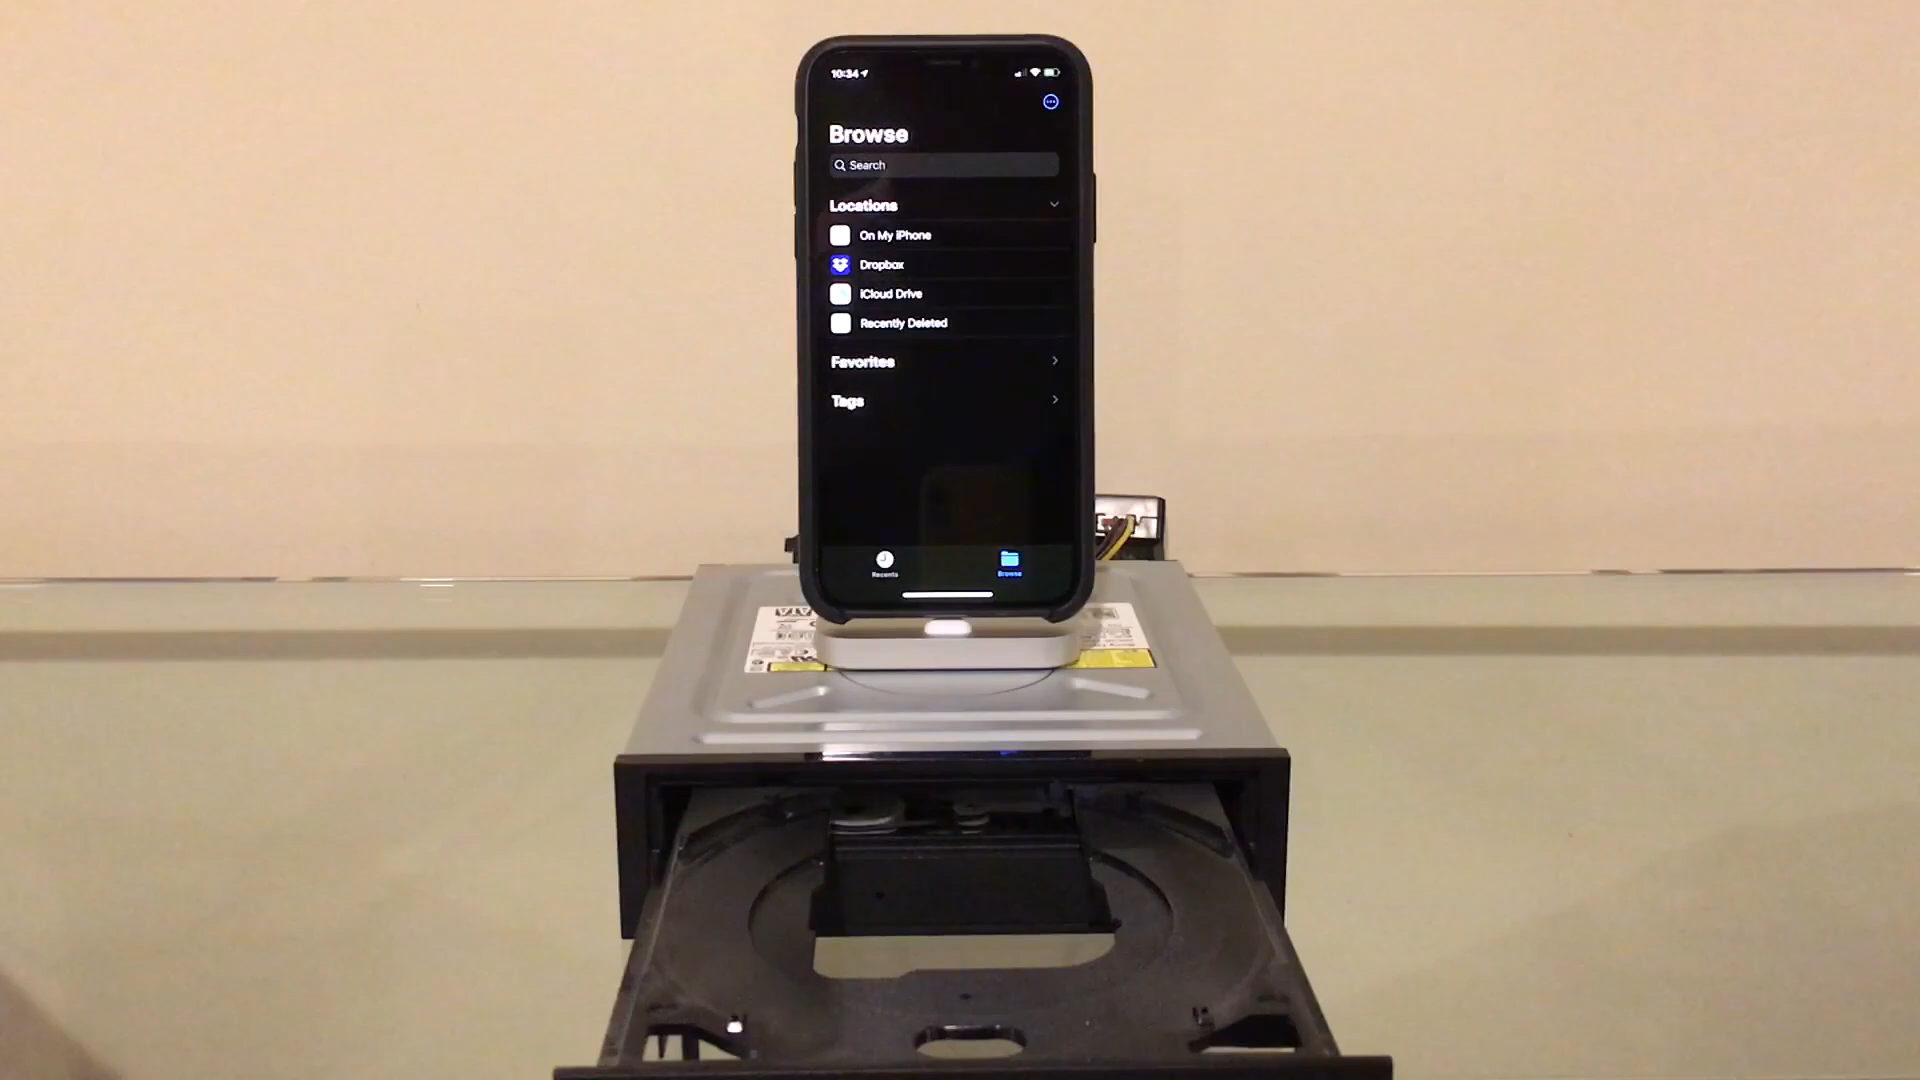 10:34
Browse
Search
Locations
On My iPhone
Dropbox
iCloud Drive
Recently Deleted
Favorites
Tags
Recents
Browse